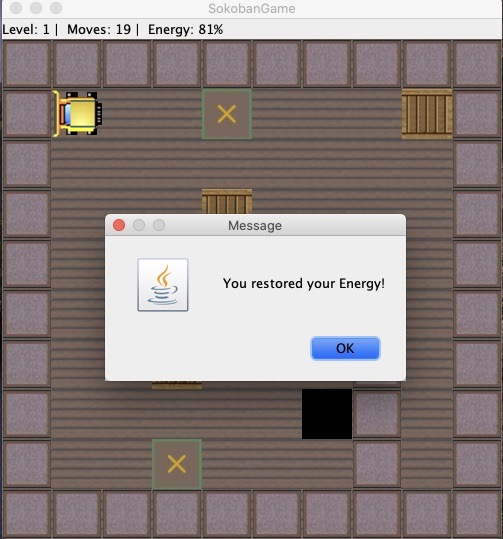 SokobanGame
Level: 1 | Moves: 19 | Energy: 81%
Message
You restored your Energy!
OK